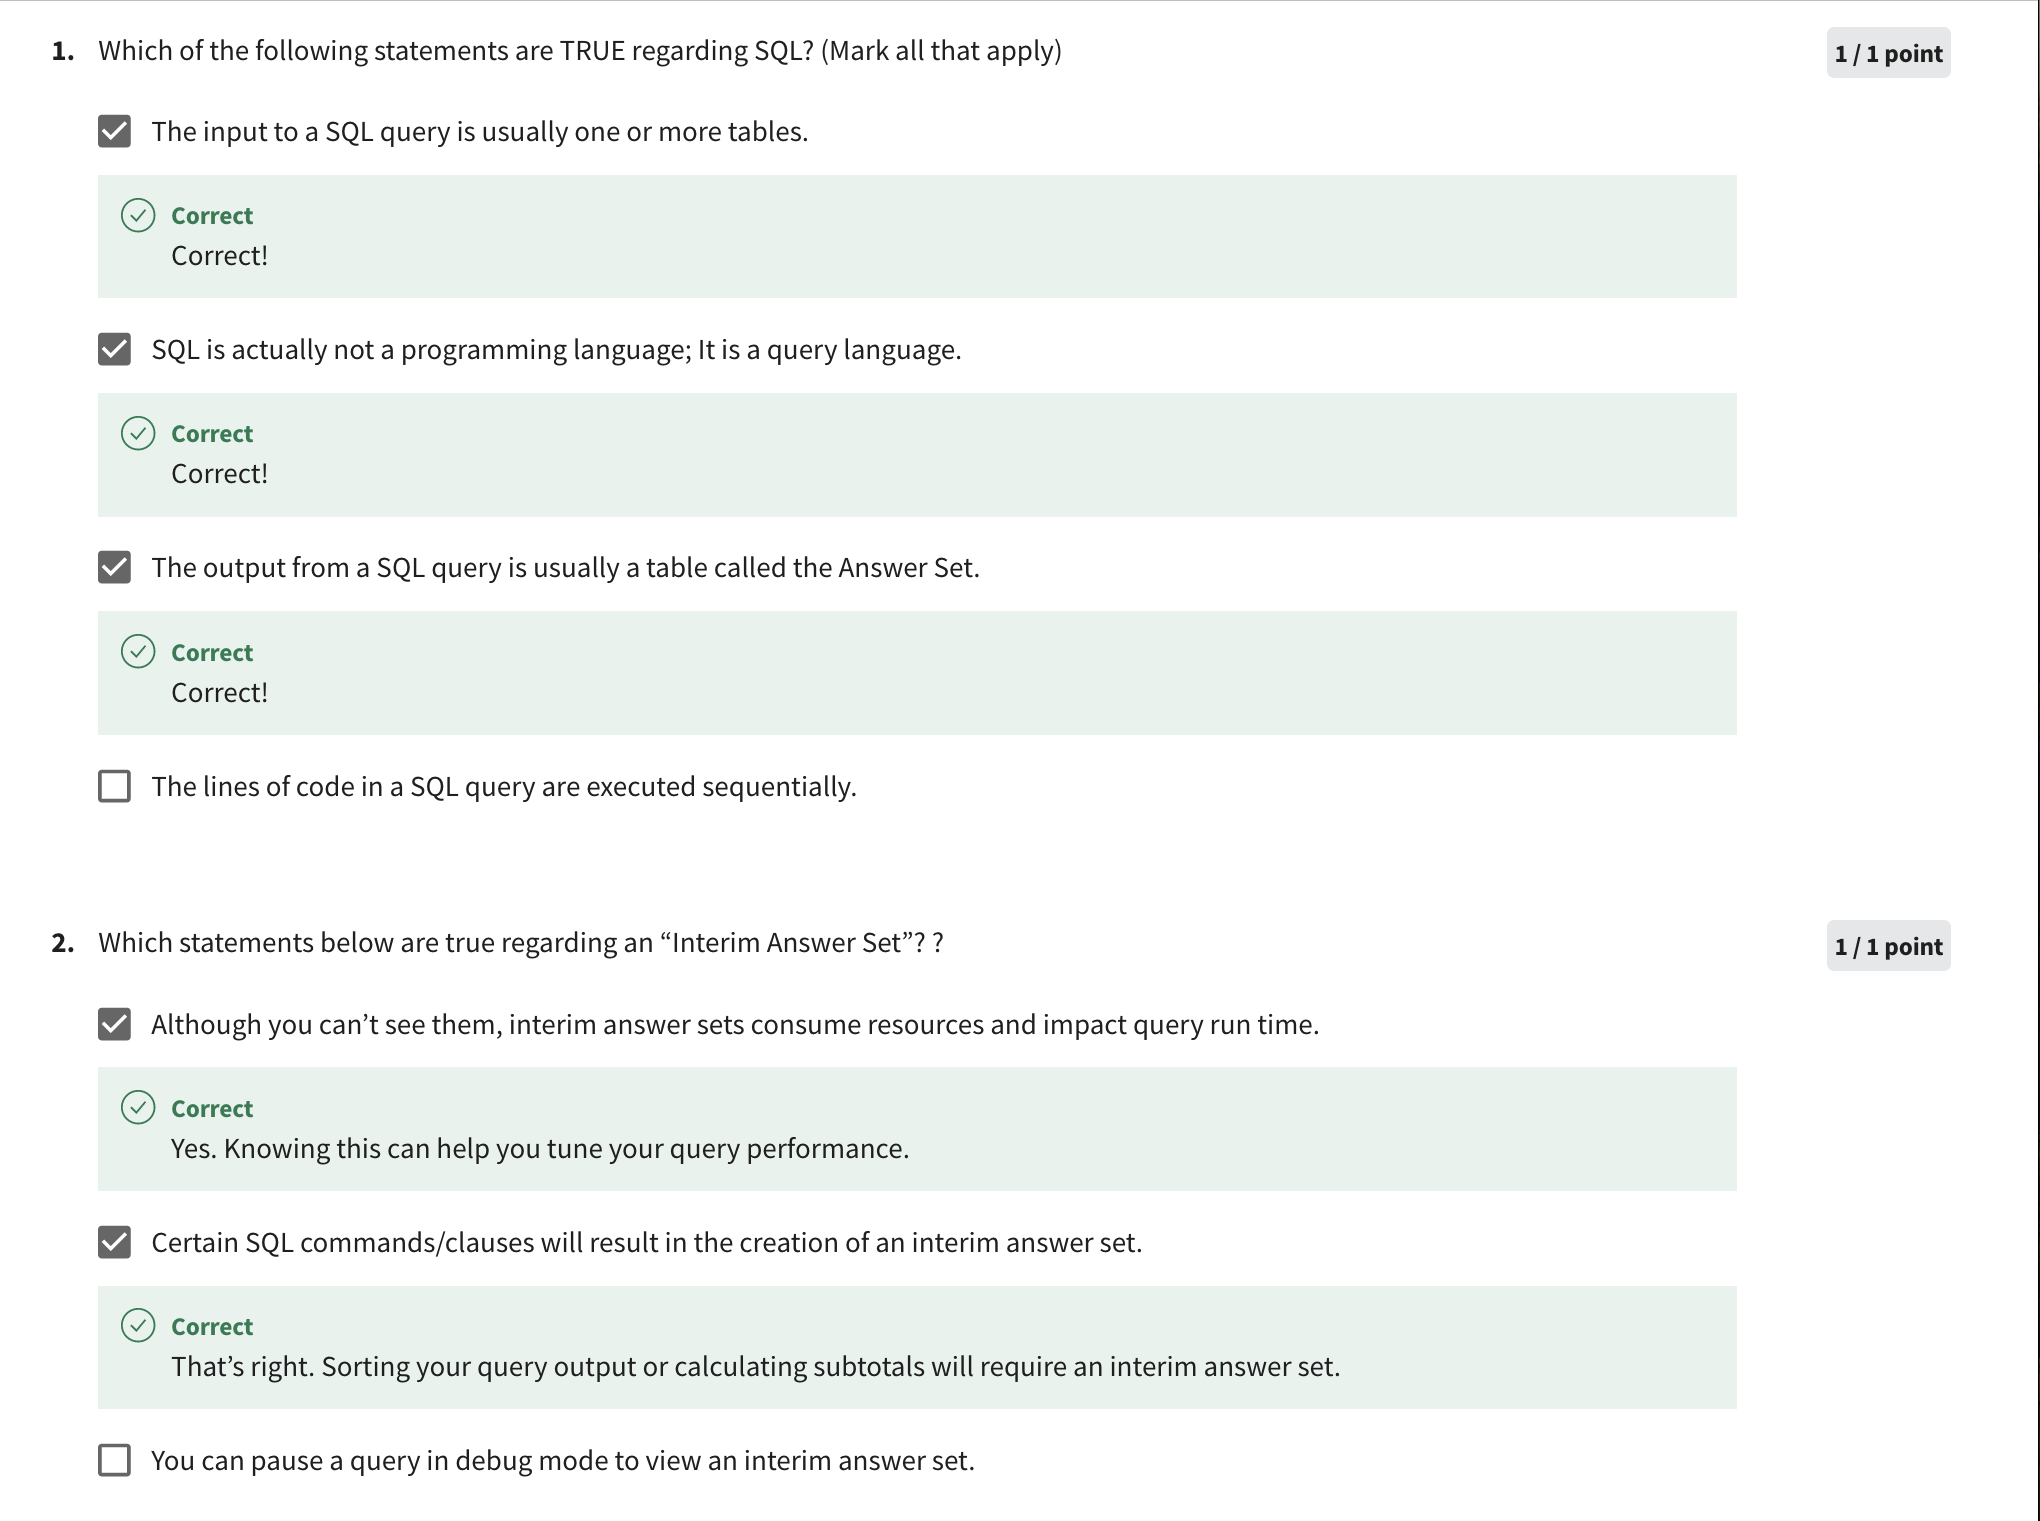 1. Which of the following statements are TRUE regarding SQL? (Mark all that apply)
1 / 1 point
The input to a SQL query is usually one or more tables.
Correct
Correct!
SQL is actually not a programming language; It is a query language.
Correct
Correct!
The output from a SQL query is usually a table called the Answer Set.
Correct
Correct!
The lines of code in a SQL query are executed sequentially.
2. Which statements below are true regarding an “Interim Answer Set”? ?
1 / 1 point
Although you can’t see them, interim answer sets consume resources and impact query run time.
Correct
Yes. Knowing this can help you tune your query performance.
Certain SQL commands/clauses will result in the creation of an interim answer set.
Correct
That’s right. Sorting your query output or calculating subtotals will require an interim answer set.
You can pause a query in debug mode to view an interim answer set.